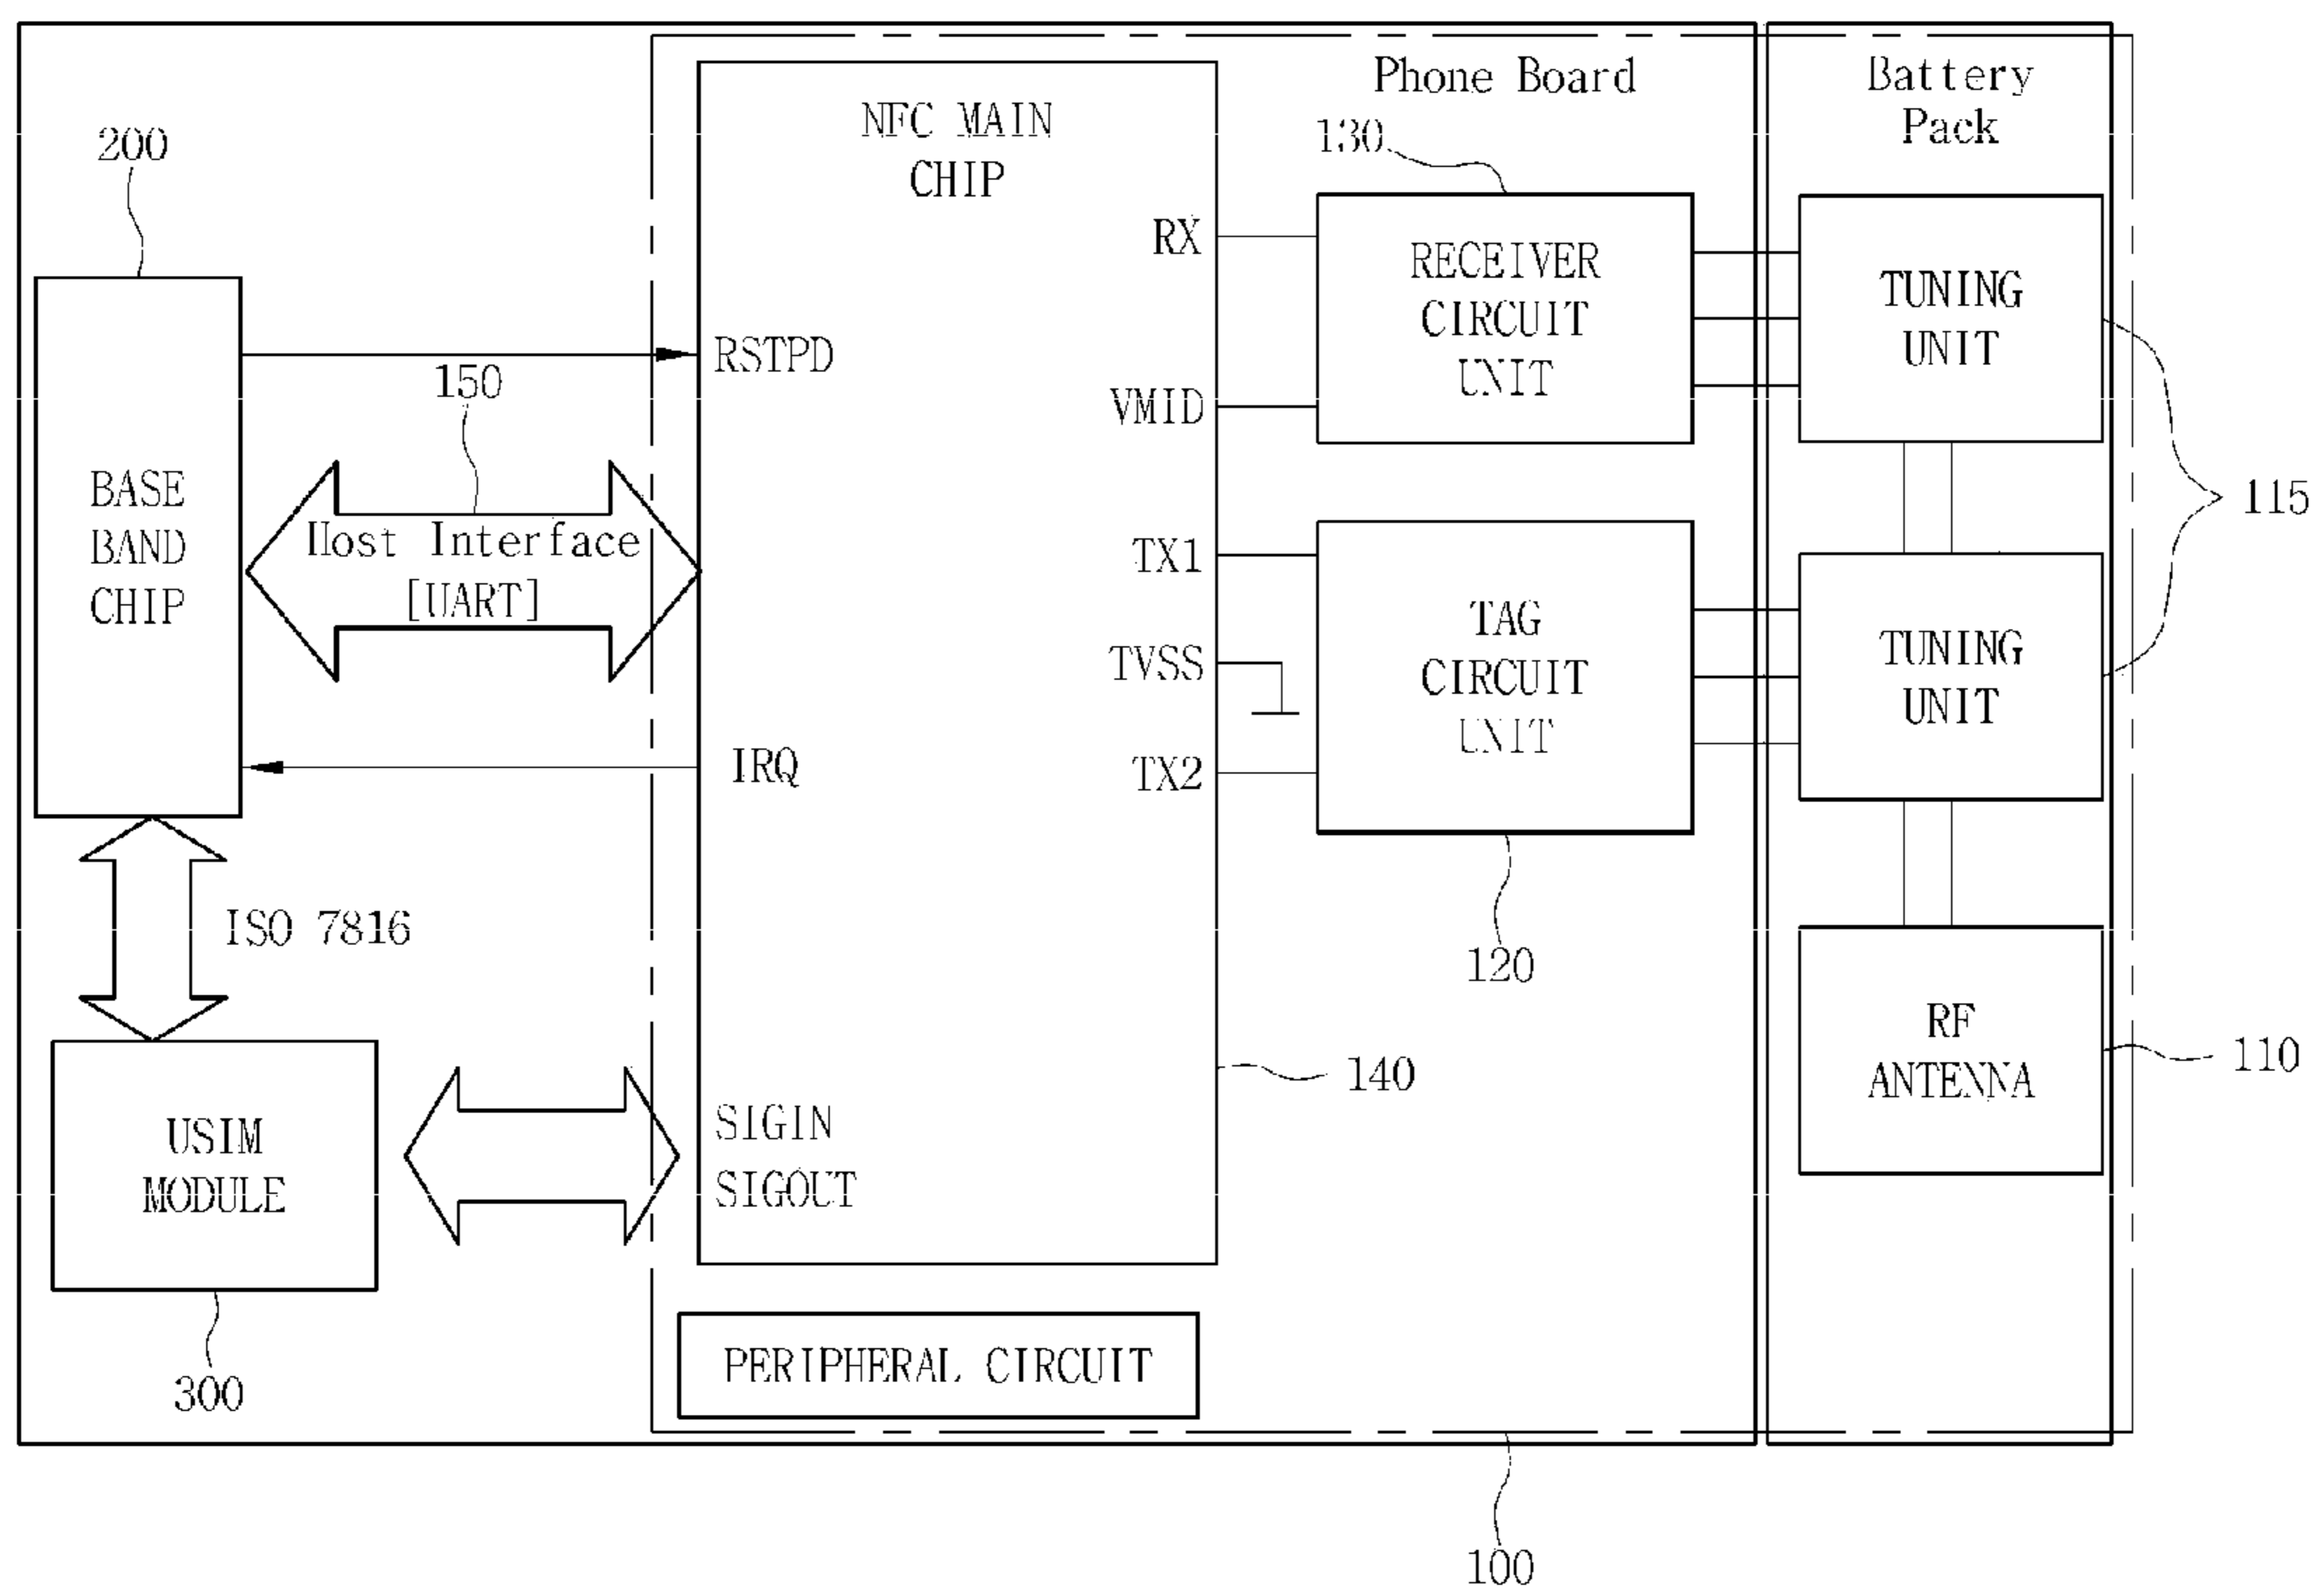 Phone Board
Battery
Pack
NFC MAIN
CHIP
200
130
RX
RECEIVER
CIRCUIT
UNIT
TUNING
UNIT
RSTPD
150
VMID
BASE
BAND
CHIP
Host Interface
[UART]
115
TX1
TAG
CIRCUIT
UNIT
TUNING
UNIT
TVSS
IRQ
TX2
ISO 7816
120
RF
ANTENNA
110
140
USIM
MODULE
SIGIN
SIGOUT
PERIPHERAL CIRCUIT
300
100